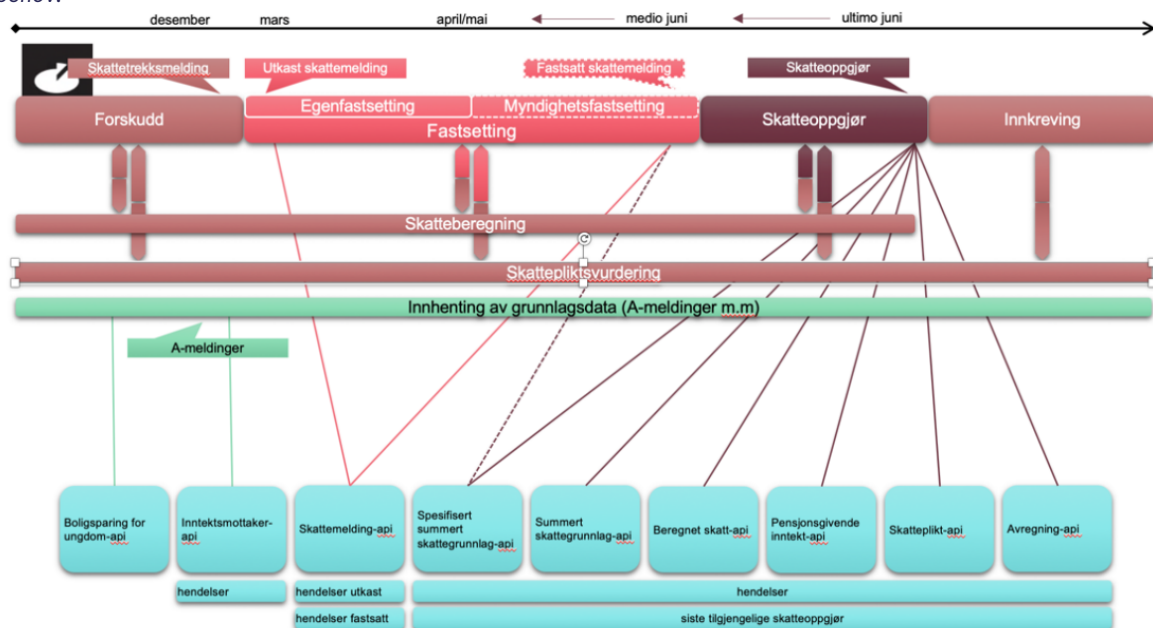 desember
mars
april/mai
medio juni
ultimo juni
Skattetrekksmelding
Utkast skattemelding
Fastsatt skattemelding
Skatteoppgjør
Forskudd
Egenfastsetting
Myndighetsfastsetting
Fastsetting
Skatteoppgjør
Innkreving
Skatteberegning
Skattepliktsvurdering
Innhenting av grunnlagsdata (A-meldinger m.m)
A-meldinger
Boligsparing for
ungdom-api
Inntektsmottaker-
api
Skattemelding-api
Spesifisert
summert
skattegrunnlag-api
Summert
skattegrunnlag-api
Beregnet skatt-api
Pensjonsgivende
inntekt-api
Skatteplikt-api
Avregning-api
hendelser
hendelser utkast
hendelser
hendelser fastsatt
siste tilgjengelige skatteoppgjør